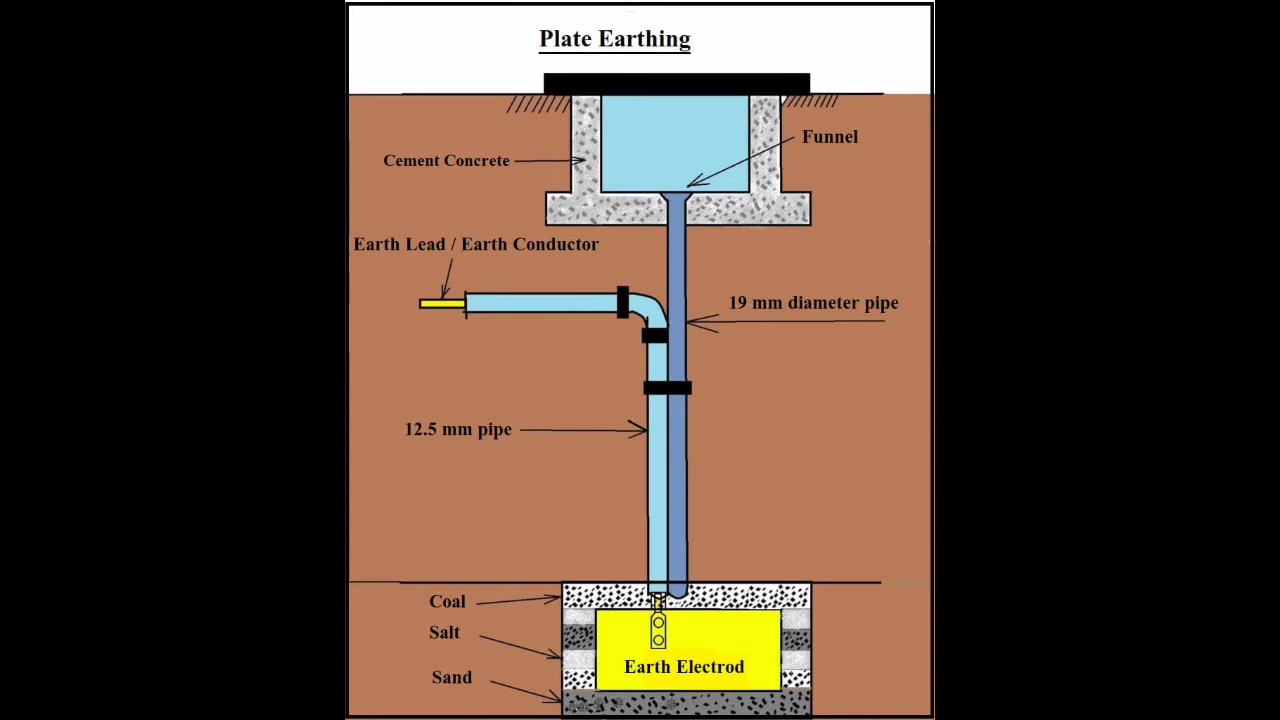 Plate Earthing
Funnel
Cement Concrete
Earth Lead / Earth Conductor
19 mm diameter pipe
12.5 mm pipe
Coal
Salt
Earth Electrod
Sand